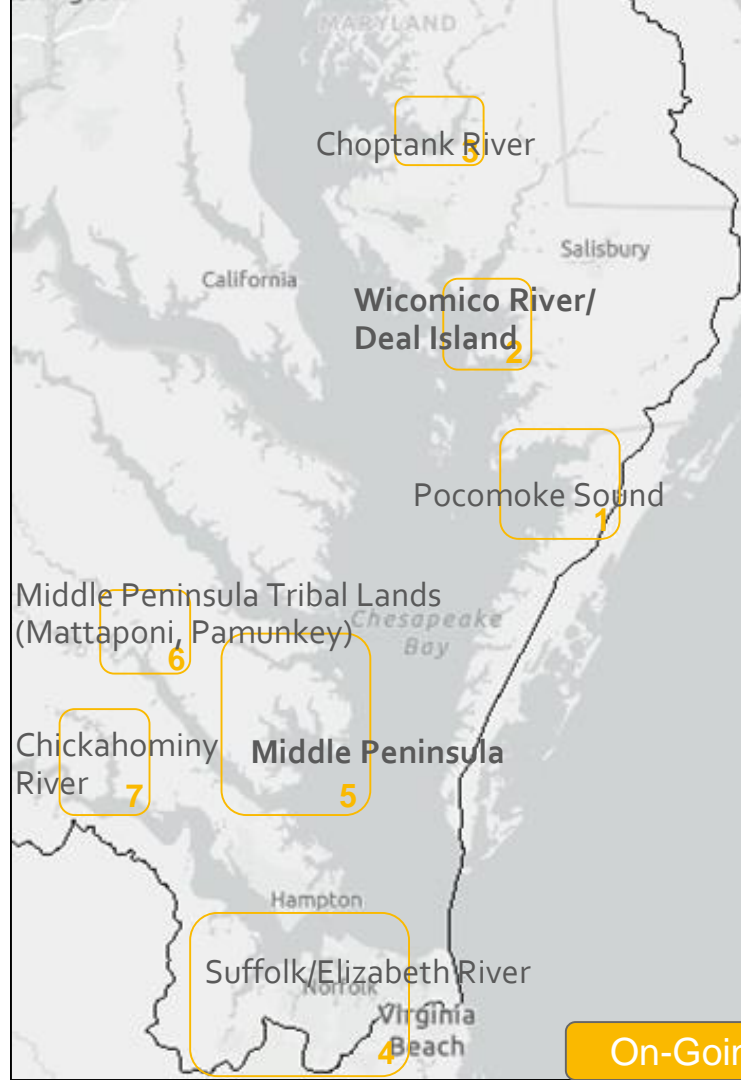 MARYLAND
Choptank River
3
Salisbury
California
Wicomico River/
Deal Island
2
Pocomoke Sound
1
Middle Peninsula Tribal Lands
(Mattaponi, Pamunkey)
6
Chesapeake
Bay
Chickahominy
River
7
Middle Peninsula
5
Hampton
Suffolk/Elizabeth River
Norfolk
Virginia
Beach
4